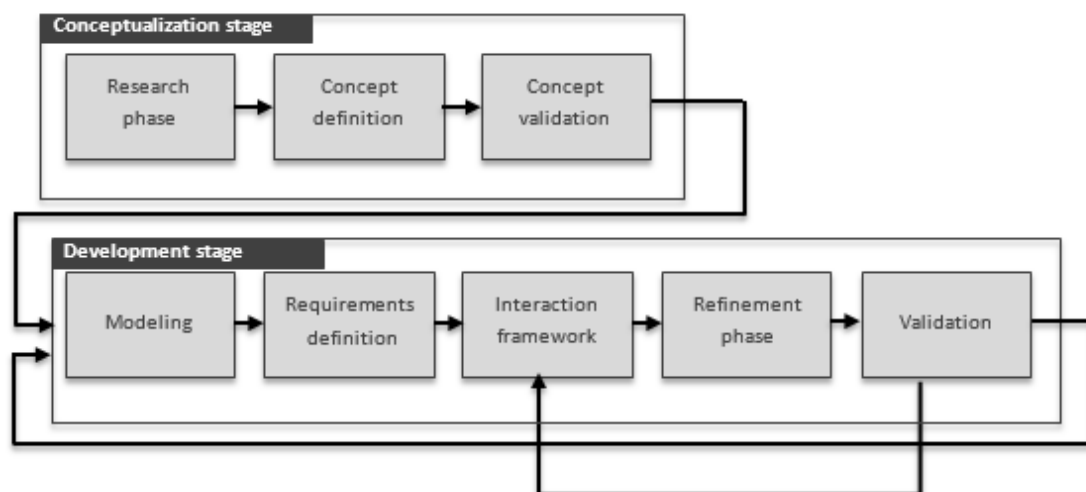 Conceptualization stage
Research
phase
Concept
definition
Concept
validation
Development stage
Modeling
Requirements
definition
Interaction
framework
Refinement
phase
Validation